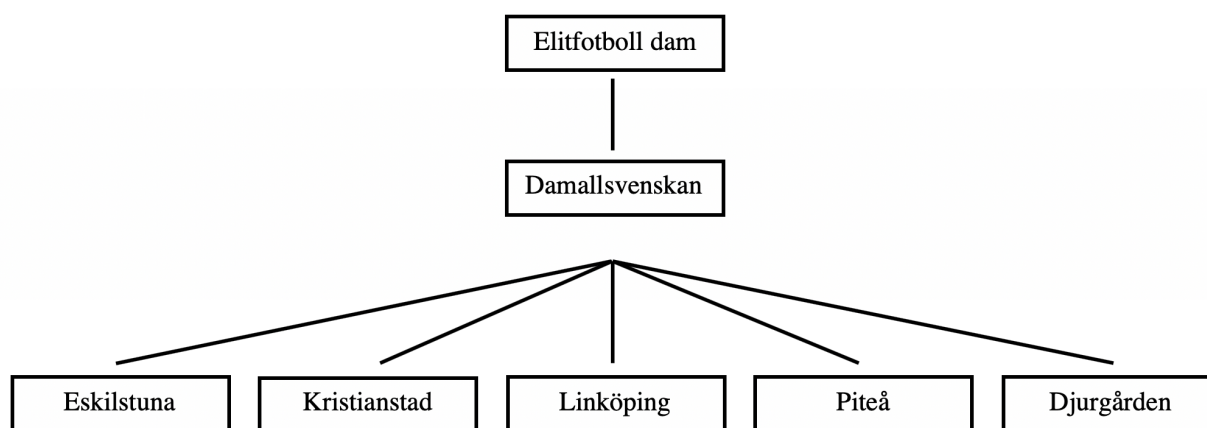 Elitfotboll dam
Damallsvenskan
Eskilstuna
Kristianstad
Linköping
Piteå
Djurgården